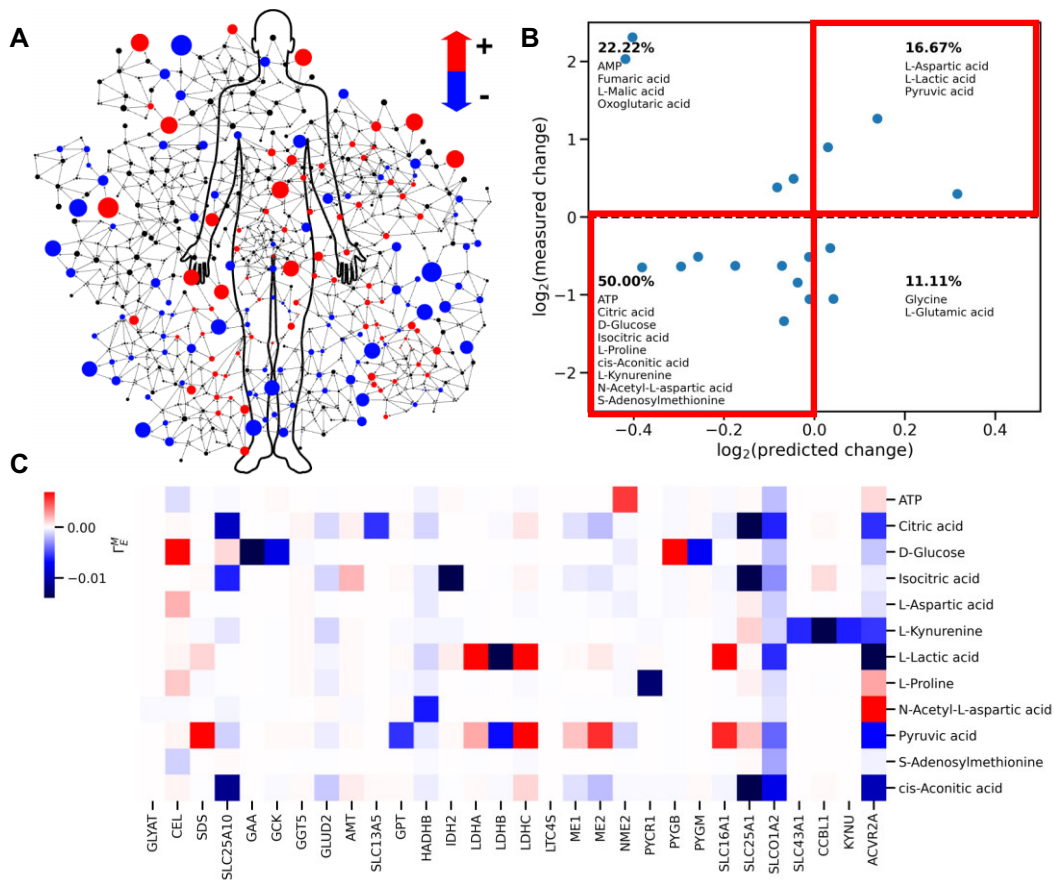 A
+
-
B
log₂(measured change)
2
1
0
−1
−2
22.22%
AMP
Fumaric acid
L-Malic acid
Oxoglutaric acid
16.67%
L-Aspartic acid
L-Lactic acid
Pyruvic acid
50.00%
ATP
Citric acid
D-Glucose
Isocitric acid
L-Proline
cis-Aconitic acid
L-Kynurenine
N-Acetyl-L-aspartic acid
S-Adenosylmethionine
11.11%
Glycine
L-Glutamic acid
−0.4
−0.2
0.0
0.2
0.4
log₂(predicted change)
C
0.00
−0.01
Γ_E^M
ATP
Citric acid
D-Glucose
Isocitric acid
L-Aspartic acid
L-Kynurenine
L-Lactic acid
L-Proline
N-Acetyl-L-aspartic acid
Pyruvic acid
S-Adenosylmethionine
cis-Aconitic acid
GLYAT
CEL
SDS
SLC25A10
GAA
GCK
GGT5
GLUD2
AMT
SLC13A5
GPT
HADHB
IDH2
LDHA
LDHB
LDHC
LTC4S
ME1
ME2
NME2
PYCR1
PYGB
PYGM
SLC16A1
SLC25A1
SLCO1A2
SLC43A1
CCBL1
KYNU
ACVR2A